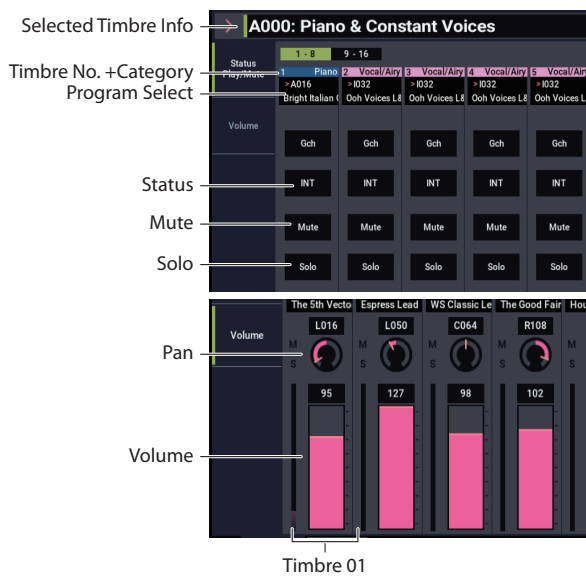 Selected Timbre Info
> A000: Piano & Constant Voices
1 - 8 9 - 16
Status
Play/Mute
Timbre No. +Category
1 Piano 2 Vocal/Airy 3 Vocal/Airy 4 Vocal/Airy 5 Vocal/Airy
Program Select
>A016 >I032 >I032 >I032 >I032
Bright Italian Ooh Voices L& Ooh Voices L& Ooh Voices L& Ooh Voices L&
Volume
Gch Gch Gch Gch Gch
Status
INT INT INT INT INT
Mute
Mute Mute Mute Mute Mute
Solo
Solo Solo Solo Solo Solo
The 5th Vecto Espress Lead WS Classic Le The Good Fair Hou
Volume
L016 L050 C064 R108
Pan
M M M M M
S S S S S
95 127 98 102
Volume
Timbre 01